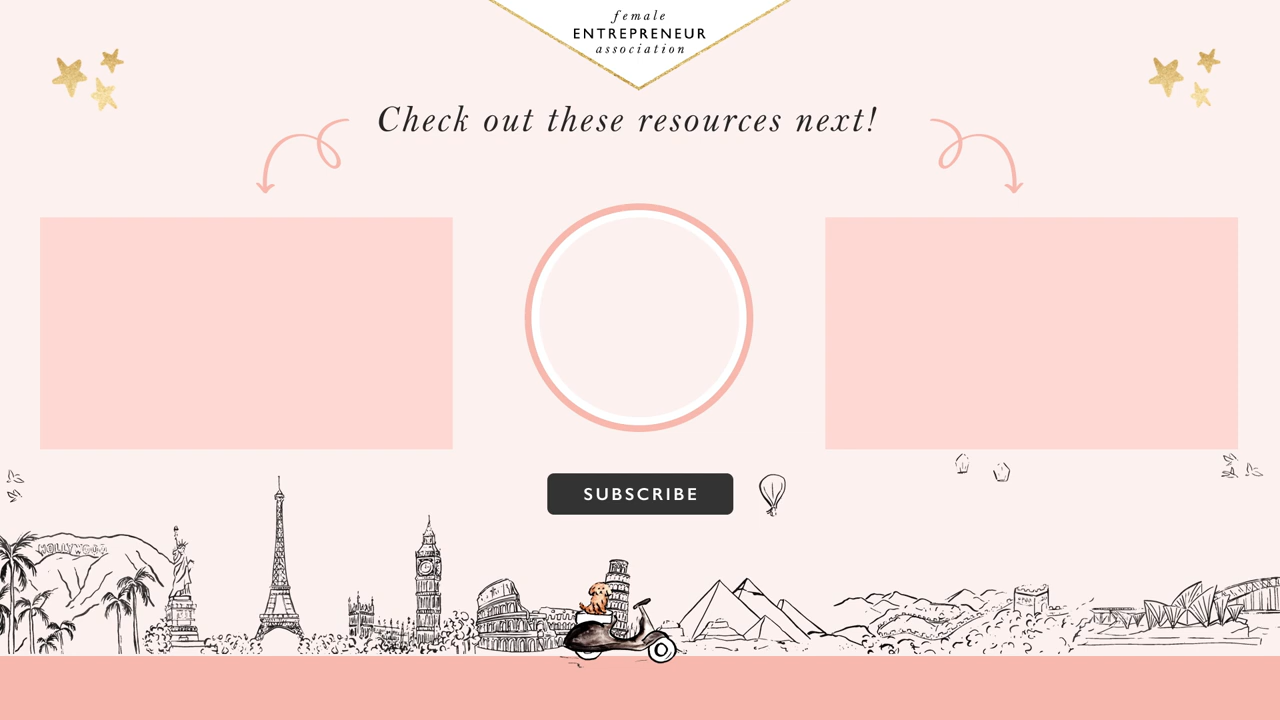 female
ENTREPRENEUR
association
Check out these resources next!
SUBSCRIBE
HOLLYWOOD